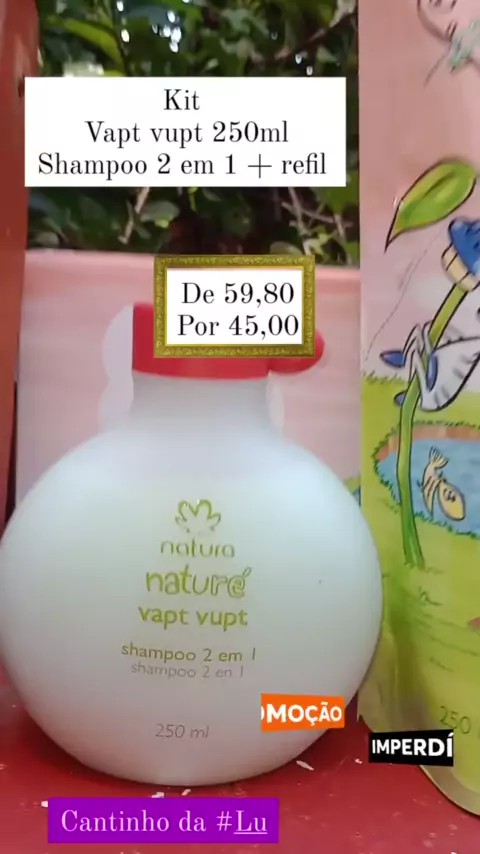 Kit
Vapt vupt 250ml
Shampoo 2 em 1 + refil
De 59,80
Por 45,00
natura
naturé
vapt vupt
shampoo 2 em 1
shampoo 2 en 1
250 ml
MOÇÃO
IMPERDÍ
250
Cantinho da #Lu